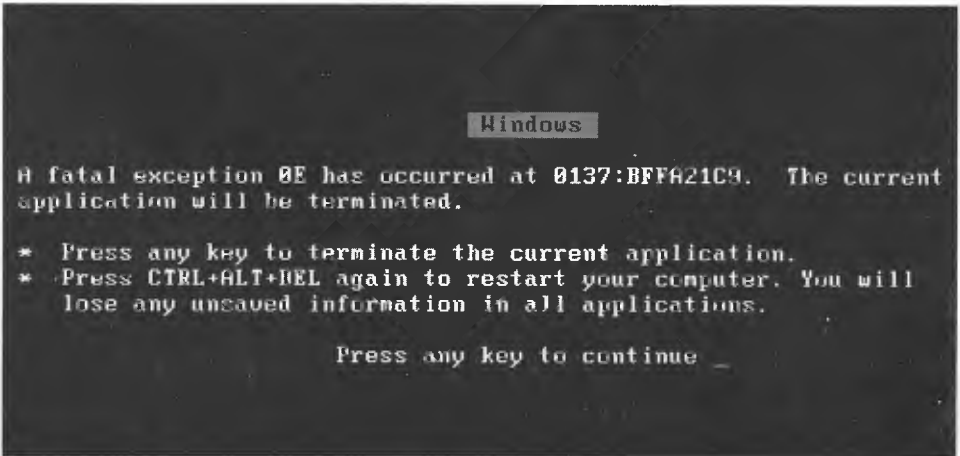 Windows
A fatal exception 0E has occurred at 0137:BFFA21C9. The current
application will be terminated.
* Press any key to terminate the current application.
* Press CTRL+ALT+DEL again to restart your computer. You will
lose any unsaved information in all applications.
Press any key to continue _